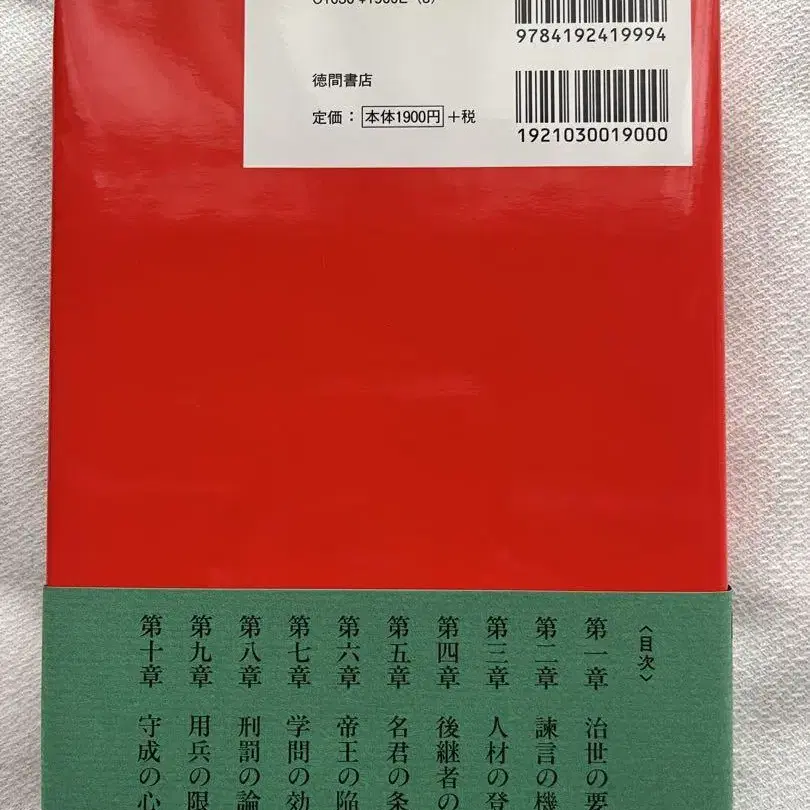 9784192419994
徳間書店
定価： 本体1900円 +税
1921030019000
〈目次〉
第一章 治世の要
第二章 諫言の機
第三章 人材の登
第四章 後継者の
第五章 名君の条
第六章 帝王の陥
第七章 学問の効
第八章 刑罰の論
第九章 用兵の限
第十章 守成の心